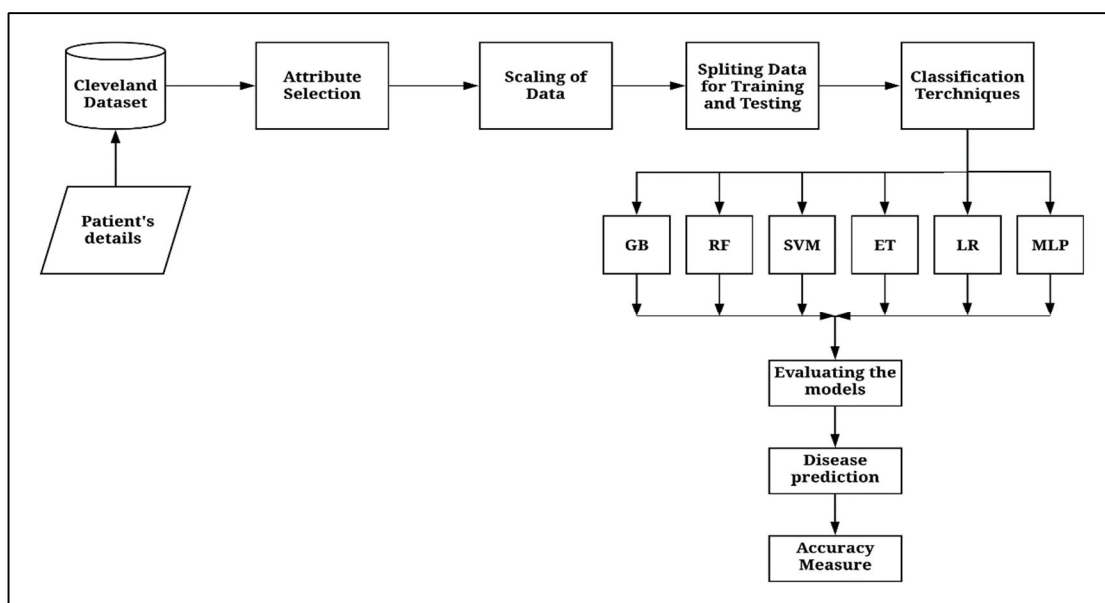 Cleveland
Dataset
Attribute
Selection
Scaling of
Data
Spliting Data
for Training
and Testing
Classification
Terchniques
Patient's
details
GB
RF
SVM
ET
LR
MLP
Evaluating the
models
Disease
prediction
Accuracy
Measure